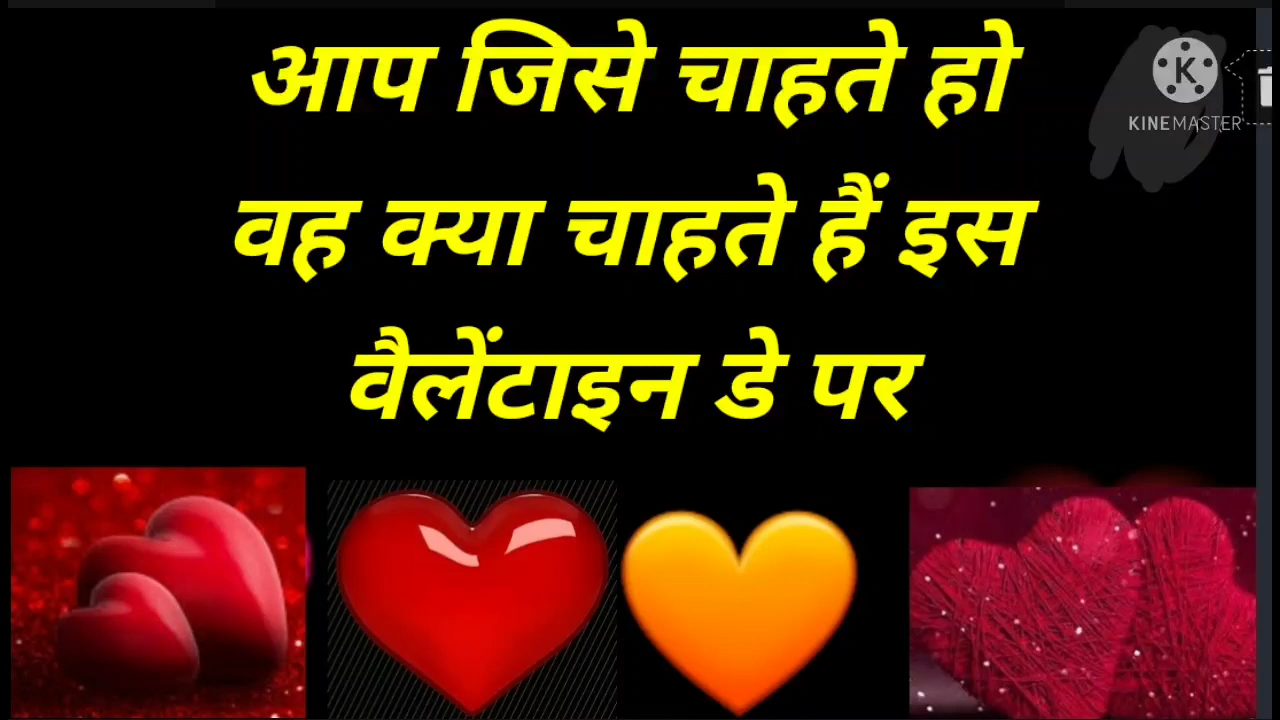 आप जिसे चाहते हो
वह क्या चाहते हैं इस
वैलेंटाइन डे पर
K
KINEMASTER